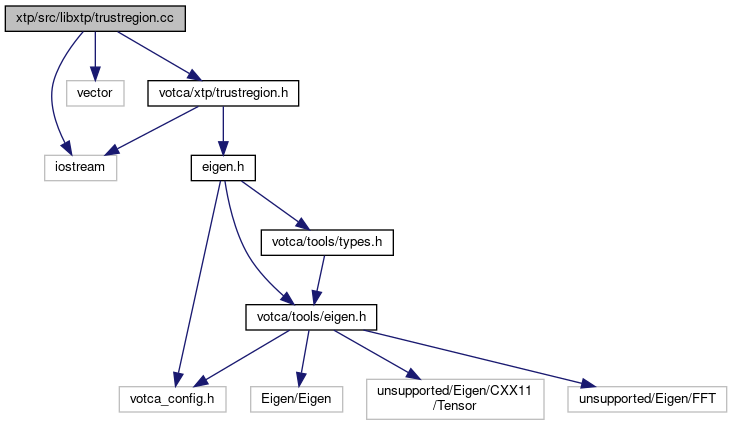 xtp/src/libxtp/trustregion.cc
vector
votca/xtp/trustregion.h
iostream
eigen.h
votca/tools/types.h
votca/tools/eigen.h
votca_config.h
Eigen/Eigen
unsupported/Eigen/CXX11
/Tensor
unsupported/Eigen/FFT